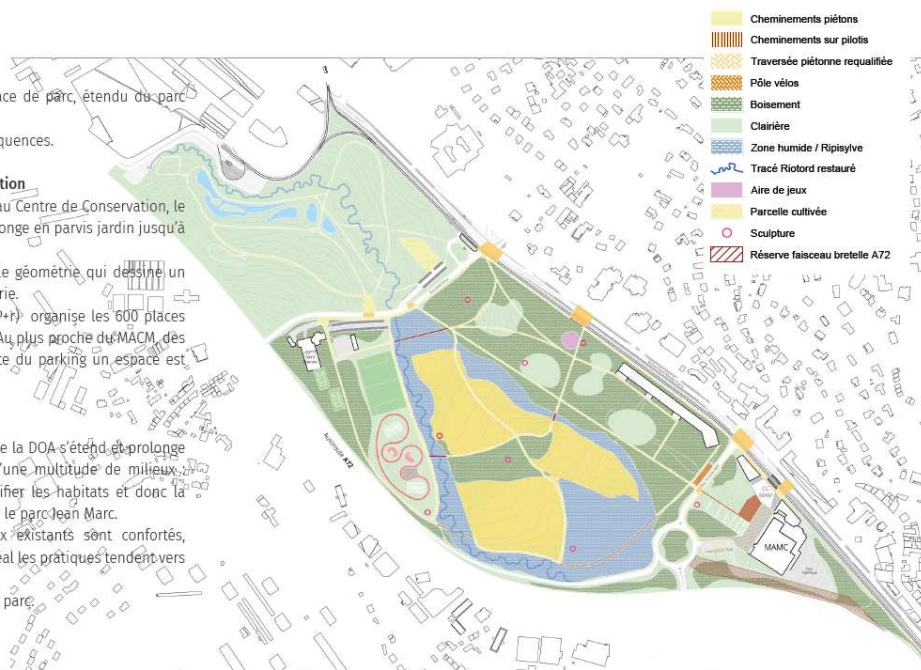 ace de parc, étendu du parc
quences.
tion
au Centre de Conservation, le
onge en parvis jardin jusqu'à
le géométrie qui dessine un
rie.
P+r) organise les 600 places
Au plus proche du MACM, des
te du parking un espace est
e la DOA s'étend et prolonge
'une multitude de milieux :
ifier les habitats et donc la
le parc Jean Marc.
x existants sont confortés,
éal les pratiques tendent vers
parc.
Cheminements piétons
Cheminements sur pilotis
Traversée piétonne requalifiée
Pôle vélos
Boisement
Clairière
Zone humide / Ripisylve
Tracé Riotord restauré
Aire de jeux
Parcelle cultivée
Sculpture
Réserve faisceau bretelle A72
Autoroute A72
MAMC